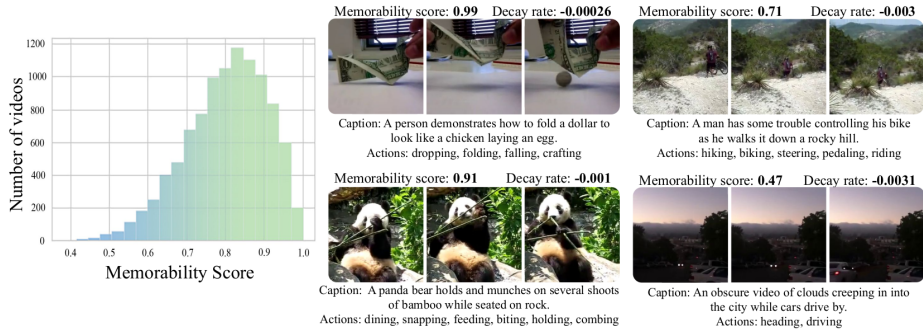 Number of videos
1200
1000
800
600
400
200
0
0.4
0.5
0.6
0.7
0.8
0.9
1.0
Memorability Score
Memorability score: 0.99 Decay rate: -0.00026
Caption: A person demonstrates how to fold a dollar to
look like a chicken laying an egg.
Actions: dropping, folding, falling, crafting
Memorability score: 0.71 Decay rate: -0.003
Caption: A man has some trouble controlling his bike
as he walks it down a rocky hill.
Actions: hiking, biking, steering, pedaling, riding
Memorability score: 0.91 Decay rate: -0.001
Caption: A panda bear holds and munches on several shoots
of bamboo while seated on rock.
Actions: dining, snapping, feeding, biting, holding, combing
Memorability score: 0.47 Decay rate: -0.0031
Caption: An obscure video of clouds creeping in into
the city while cars drive by.
Actions: heading, driving